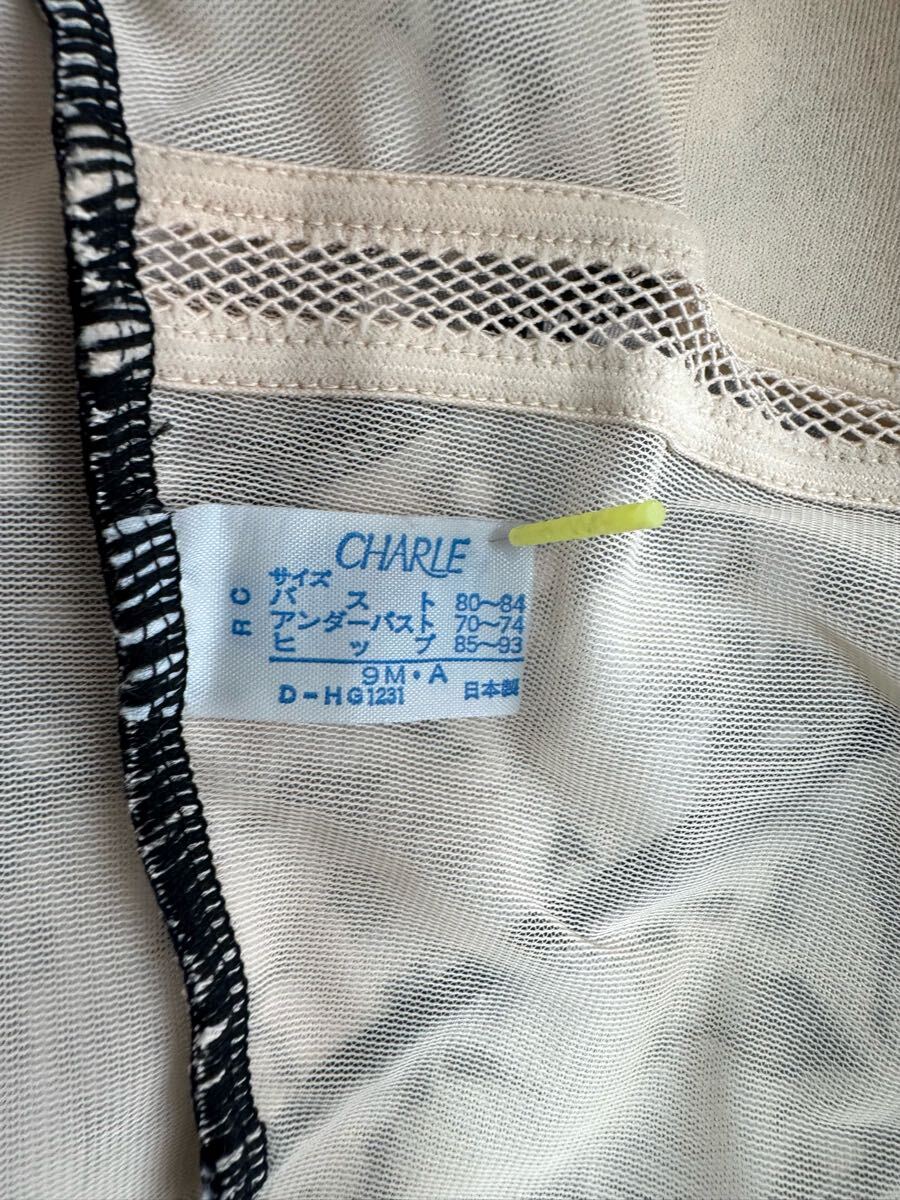 CHARLE
サイズ
バスト 80～84
アンダーバスト 70～74
ヒップ 85～93
9M・A
D-HG1231 日本製
RC